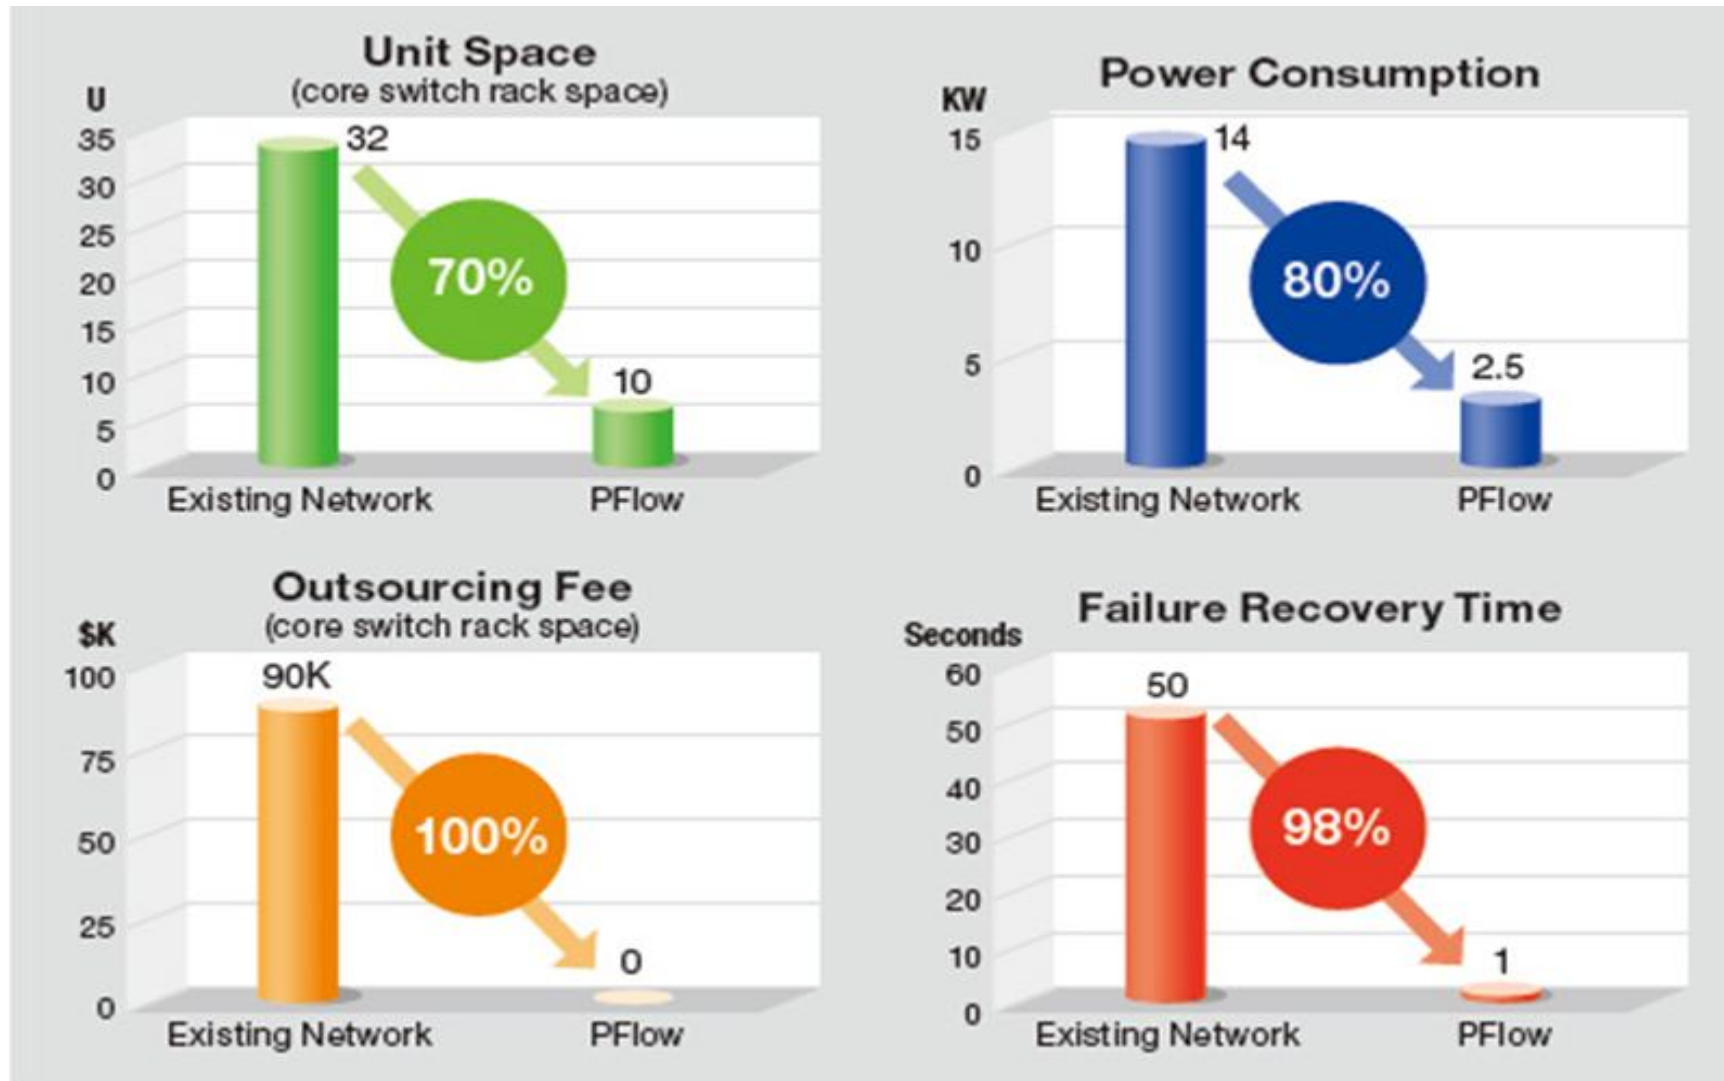 Unit Space
(core switch rack space)
U
35
30
25
20
15
10
5
0
32
70%
10
Existing Network
PFlow
Power Consumption
KW
15
10
5
0
14
80%
2.5
Existing Network
PFlow
Outsourcing Fee
(core switch rack space)
$K
100
75
50
25
0
90K
100%
0
Existing Network
PFlow
Failure Recovery Time
Seconds
60
50
40
30
20
10
0
50
98%
1
Existing Network
PFlow